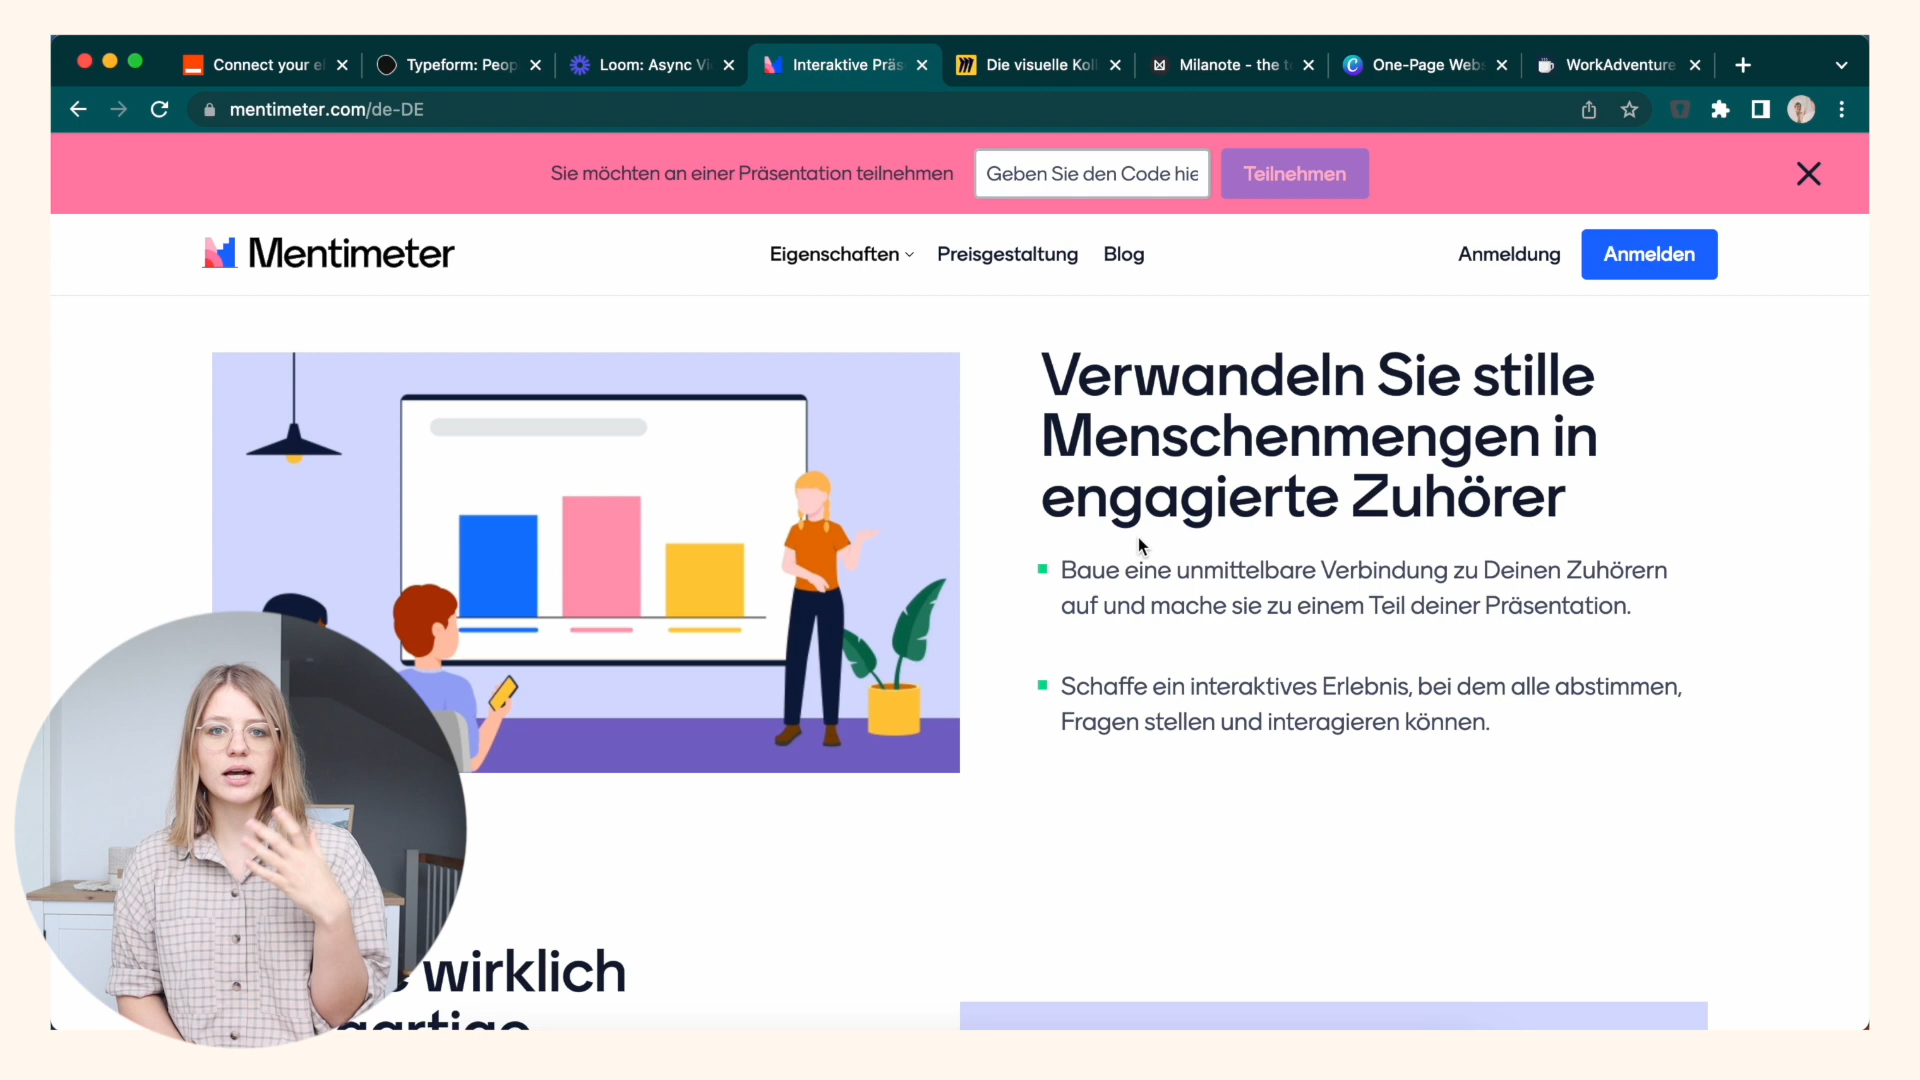 Connect your el
Typeform: Peop
Loom: Async Vi
Interaktive Präs
Die visuelle Koll
Milanote - the t
One-Page Webs
WorkAdventure
mentimeter.com/de-DE
Sie möchten an einer Präsentation teilnehmen
Geben Sie den Code hie
Teilnehmen
Mentimeter
Eigenschaften
Preisgestaltung
Blog
Anmeldung
Anmelden
Verwandeln Sie stille
Menschenmengen in
engagierte Zuhörer
Baue eine unmittelbare Verbindung zu Deinen Zuhörern
auf und mache sie zu einem Teil deiner Präsentation.
Schaffe ein interaktives Erlebnis, bei dem alle abstimmen,
Fragen stellen und interagieren können.
wirklich